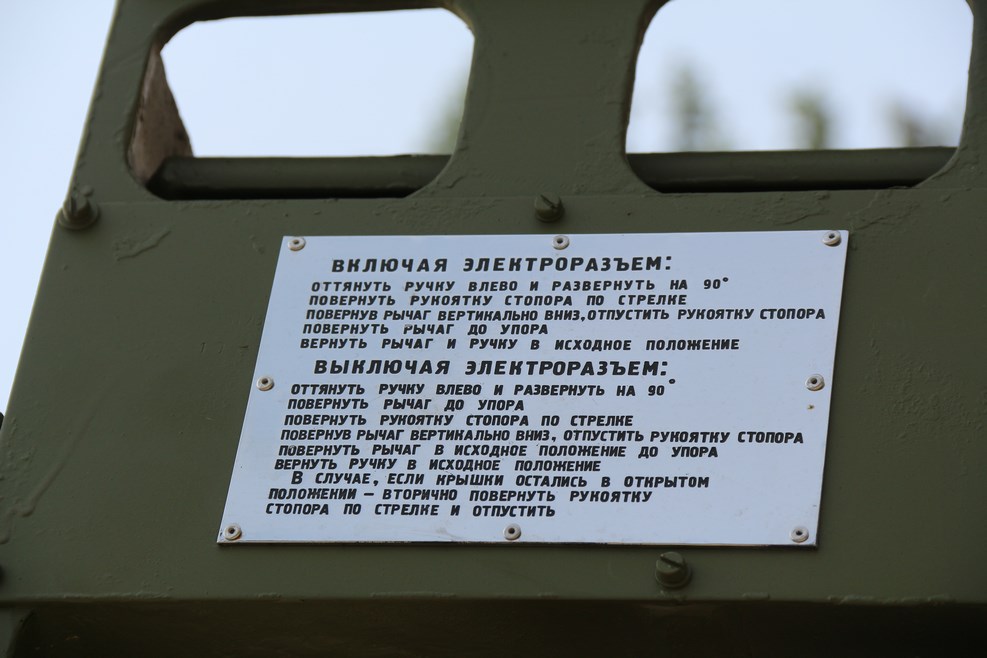 ВКЛЮЧАЯ ЭЛЕКТРОРАЗЪЕМ:
ОТТЯНУТЬ РУЧКУ ВЛЕВО И РАЗВЕРНУТЬ НА 90°
ПОВЕРНУТЬ РУКОЯТКУ СТОПОРА ПО СТРЕЛКЕ
ПОВЕРНУВ РЫЧАГ ВЕРТИКАЛЬНО ВНИЗ, ОТПУСТИТЬ РУКОЯТКУ СТОПОРА
ПОВЕРНУТЬ РЫЧАГ ДО УПОРА
ВЕРНУТЬ РЫЧАГ И РУЧКУ В ИСХОДНОЕ ПОЛОЖЕНИЕ
ВЫКЛЮЧАЯ ЭЛЕКТРОРАЗЪЕМ:
ОТТЯНУТЬ РУЧКУ ВЛЕВО И РАЗВЕРНУТЬ НА 90°
ПОВЕРНУТЬ РЫЧАГ ДО УПОРА
ПОВЕРНУТЬ РУКОЯТКУ СТОПОРА ПО СТРЕЛКЕ
ПОВЕРНУВ РЫЧАГ ВЕРТИКАЛЬНО ВНИЗ, ОТПУСТИТЬ РУКОЯТКУ СТОПОРА
ПОВЕРНУТЬ РЫЧАГ В ИСХОДНОЕ ПОЛОЖЕНИЕ ДО УПОРА
ВЕРНУТЬ РУЧКУ В ИСХОДНОЕ ПОЛОЖЕНИЕ
В СЛУЧАЕ, ЕСЛИ КРЫШКИ ОСТАЛИСЬ В ОТКРЫТОМ
ПОЛОЖЕНИИ — ВТОРИЧНО ПОВЕРНУТЬ РУКОЯТКУ
СТОПОРА ПО СТРЕЛКЕ И ОТПУСТИТЬ